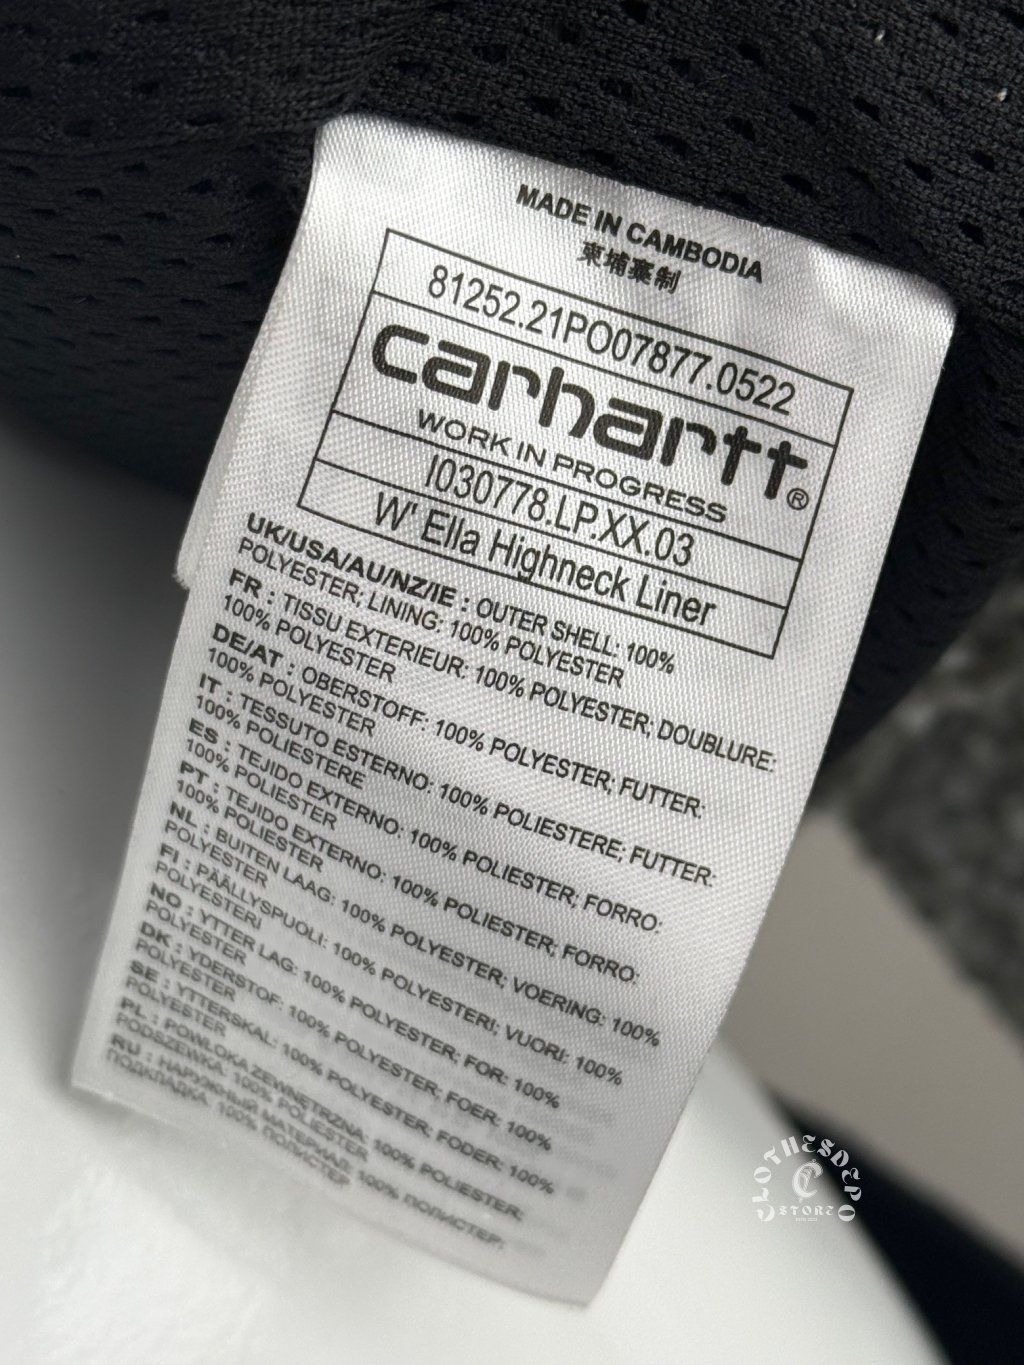 MADE IN CAMBODIA
柬埔寨制
81252.21PO07877.0522
carhartt®
WORK IN PROGRESS
I030778.LP.XX.03
W' Ella Highneck Liner
UK/USA/AU/NZ/IE : OUTER SHELL: 100%
POLYESTER; LINING: 100% POLYESTER
FR : TISSU EXTERIEUR: 100% POLYESTER; DOUBLURE:
100% POLYESTER
DE/AT : OBERSTOFF: 100% POLYESTER; FUTTER:
100% POLYESTER
IT : TESSUTO ESTERNO: 100% POLIESTERE; FUTTER:
100% POLIESTERE
ES : TEJIDO EXTERNO: 100% POLIESTER; FORRO:
100% POLIESTER
PT : TEJIDO EXTERNO: 100% POLIESTER; FORRO:
100% POLIESTER
NL : BUITEN LAAG: 100% POLYESTER; VOERING: 100%
POLYESTER
FI : PÄÄLLYSPUOLI: 100% POLYESTERI; VUORI: 100%
POLYESTERI
NO : YTTER LAG: 100% POLYESTER; FOR: 100%
POLYESTER
DK : YDERSTOF: 100% POLYESTER; FOER: 100%
POLYESTER
SE : YTTERSKAL: 100% POLYESTER; FODER: 100%
POLYESTER
PL : POWLOKA ZEWNETRZNA: 100% POLIESTER;
PODSZEWKA: 100% POLIESTER
RU : НАРУЖНЫЙ МАТЕРИАЛ: 100% ПОЛИСТЕР;
ПОДКЛАДКА: 100% ПОЛИСТЕР
CLOTHESDEPO
C
STORE